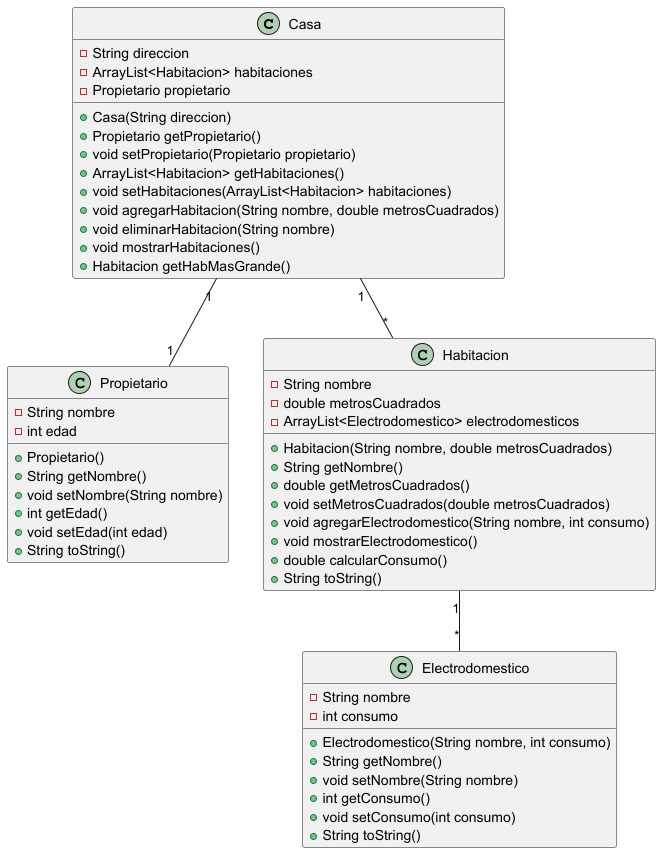 C Casa
String direccion
ArrayList<Habitacion> habitaciones
Propietario propietario
Casa(String direccion)
Propietario getPropietario()
void setPropietario(Propietario propietario)
ArrayList<Habitacion> getHabitaciones()
void setHabitaciones(ArrayList<Habitacion> habitaciones)
void agregarHabitacion(String nombre, double metrosCuadrados)
void eliminarHabitacion(String nombre)
void mostrarHabitaciones()
Habitacion getHabMasGrande()
1
1
1
*
C Propietario
String nombre
int edad
Propietario()
String getNombre()
void setNombre(String nombre)
int getEdad()
void setEdad(int edad)
String toString()
C Habitacion
String nombre
double metrosCuadrados
ArrayList<Electrodomestico> electrodomesticos
Habitacion(String nombre, double metrosCuadrados)
String getNombre()
double getMetrosCuadrados()
void setMetrosCuadrados(double metrosCuadrados)
void agregarElectrodomestico(String nombre, int consumo)
void mostrarElectrodomestico()
double calcularConsumo()
String toString()
1
*
C Electrodomestico
String nombre
int consumo
Electrodomestico(String nombre, int consumo)
String getNombre()
void setNombre(String nombre)
int getConsumo()
void setConsumo(int consumo)
String toString()